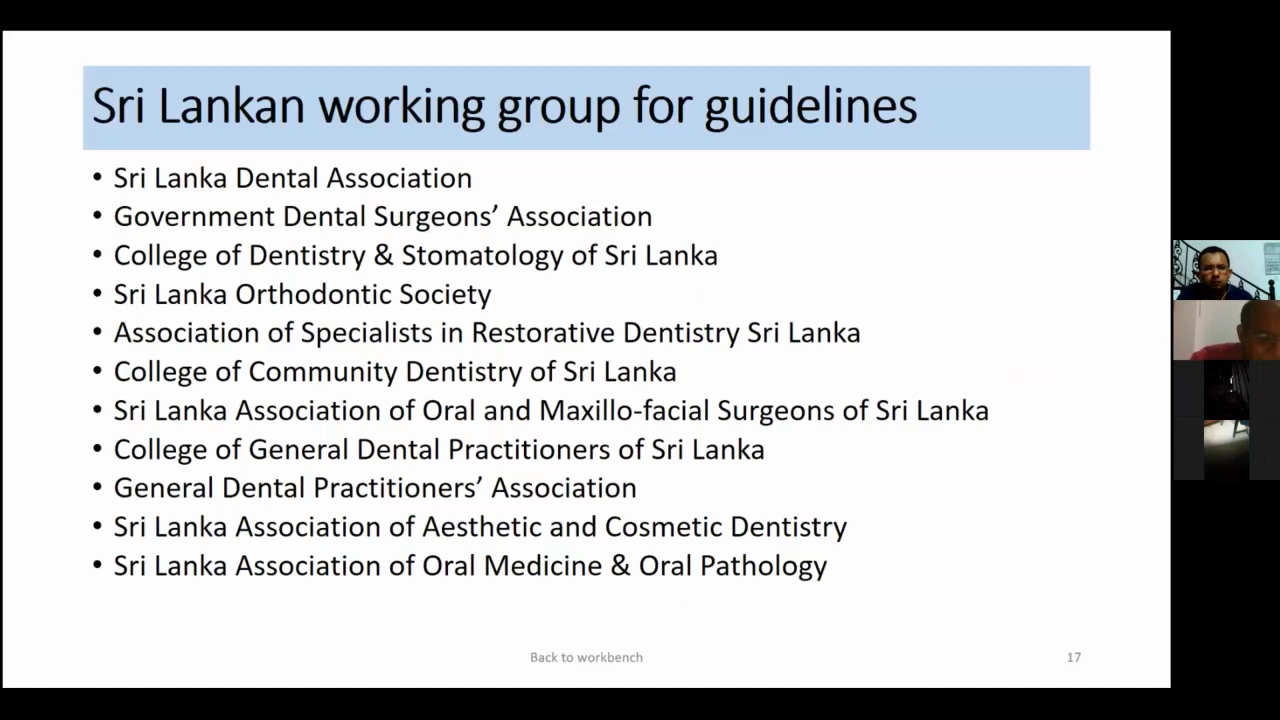 Sri Lankan working group for guidelines
• Sri Lanka Dental Association
• Government Dental Surgeons’ Association
• College of Dentistry & Stomatology of Sri Lanka
• Sri Lanka Orthodontic Society
• Association of Specialists in Restorative Dentistry Sri Lanka
• College of Community Dentistry of Sri Lanka
• Sri Lanka Association of Oral and Maxillo-facial Surgeons of Sri Lanka
• College of General Dental Practitioners of Sri Lanka
• General Dental Practitioners’ Association
• Sri Lanka Association of Aesthetic and Cosmetic Dentistry
• Sri Lanka Association of Oral Medicine & Oral Pathology
Back to workbench
17